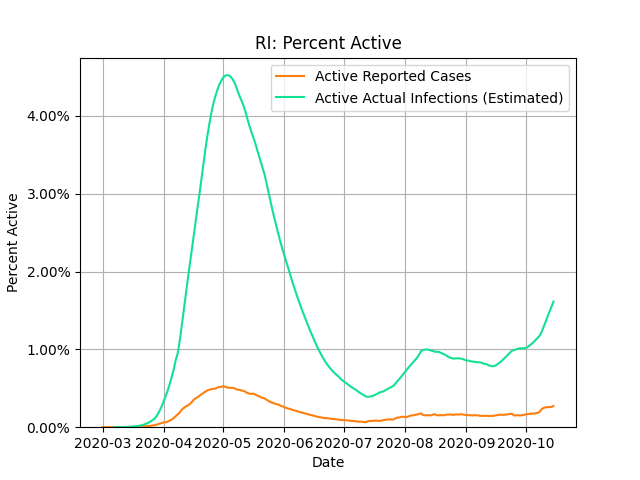 RI: Percent Active
Active Reported Cases
Active Actual Infections (Estimated)
Percent Active
4.00%
3.00%
2.00%
1.00%
0.00%
2020-03 2020-04 2020-05 2020-06 2020-07 2020-08 2020-09 2020-10
Date